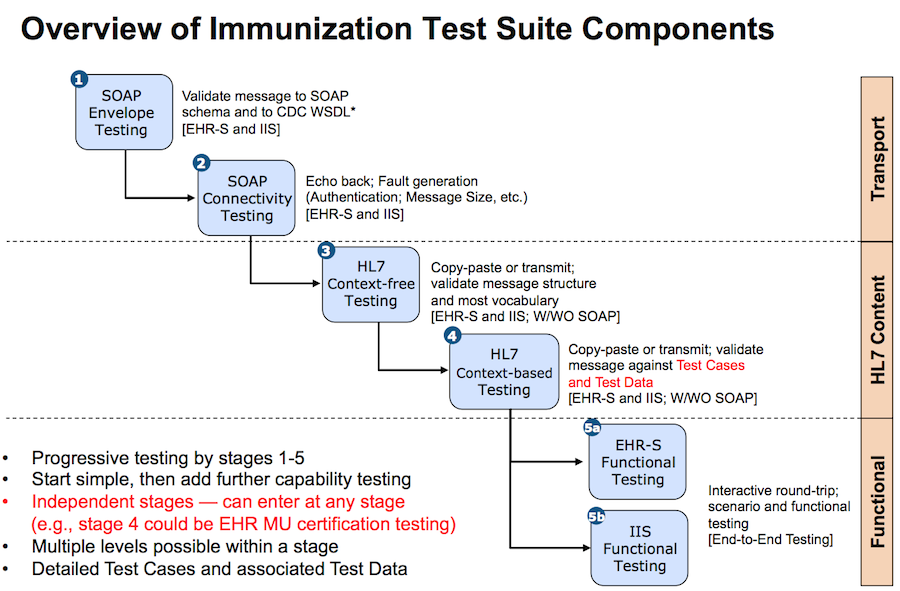 Overview of Immunization Test Suite Components
1
SOAP
Envelope
Testing
Validate message to SOAP
schema and to CDC WSDL*
[EHR-S and IIS]
2
SOAP
Connectivity
Testing
Echo back; Fault generation
(Authentication; Message Size, etc.)
[EHR-S and IIS]
Transport
3
HL7
Context-free
Testing
Copy-paste or transmit;
validate message structure
and most vocabulary
[EHR-S and IIS; W/WO SOAP]
4
HL7
Context-based
Testing
Copy-paste or transmit; validate
message against Test Cases
and Test Data
[EHR-S and IIS; W/WO SOAP]
HL7 Content
5a
EHR-S
Functional
Testing
5b
IIS
Functional
Testing
Interactive round-trip;
scenario and functional
testing
[End-to-End Testing]
Functional
• Progressive testing by stages 1-5
• Start simple, then add further capability testing
• Independent stages — can enter at any stage
(e.g., stage 4 could be EHR MU certification testing)
• Multiple levels possible within a stage
• Detailed Test Cases and associated Test Data